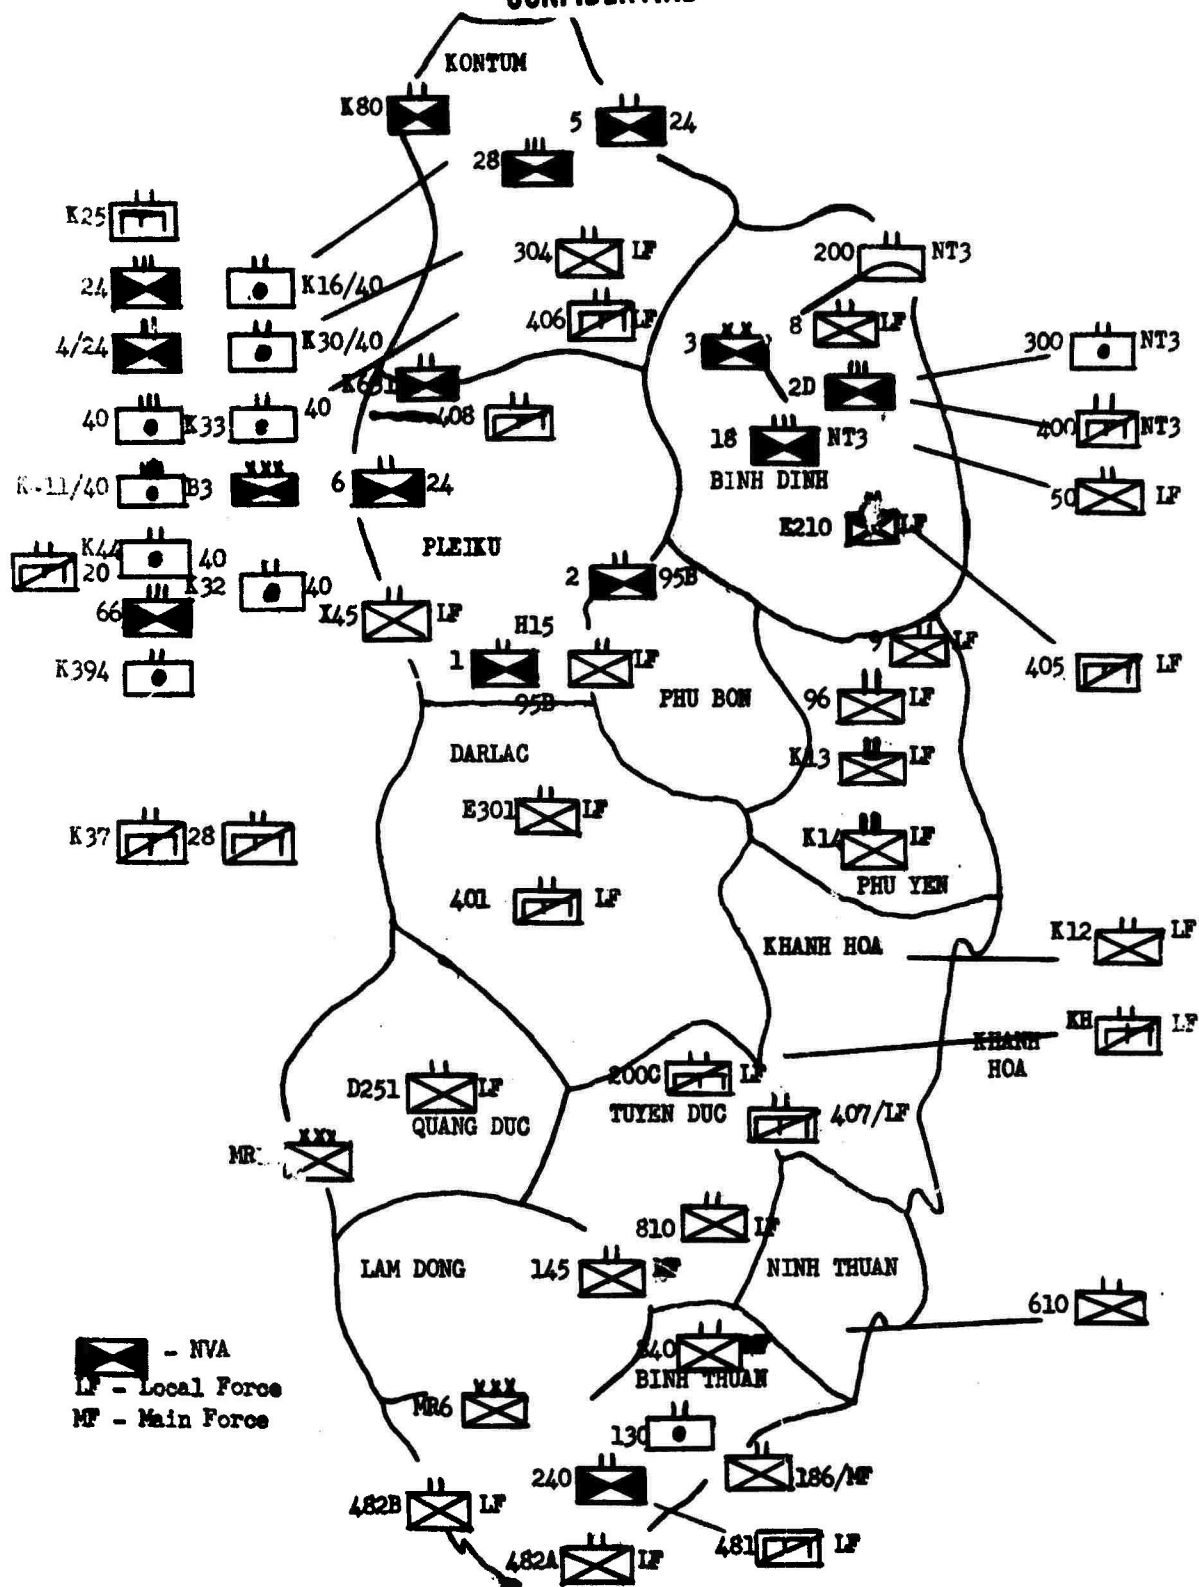 KONTUM
K80
5 24
28
K25
304 LF
200 NT3
24
K16/40
406 LF
8 LF
4/24
K30/40
3
300 NT3
2D
40
K33 40
408
18 NT3
400 NT3
BINH DINH
B3
6 24
50 LF
E210 LF
PLEIKU
K44 40
20
K32 40
2 95B
66
X45 LF
H15
1 LF
95B
9 LF
405 LF
K394
PHU BON
96 LF
DARLAC
K13 LF
E301 LF
K37 28
K14 LF
PHU YEN
401 LF
KHANH HOA
K12 LF
KH LF
KHANH
HOA
200C LF
D251 LF
TUYEN DUC
407/LF
QUANG DUC
810 LF
LAM DONG
145
NINH THUAN
610
- NVA
LF - Local Force
MF - Main Force
BINH THUAN
MR6
130
240
186/MF
482B LF
481 LF
482A LF